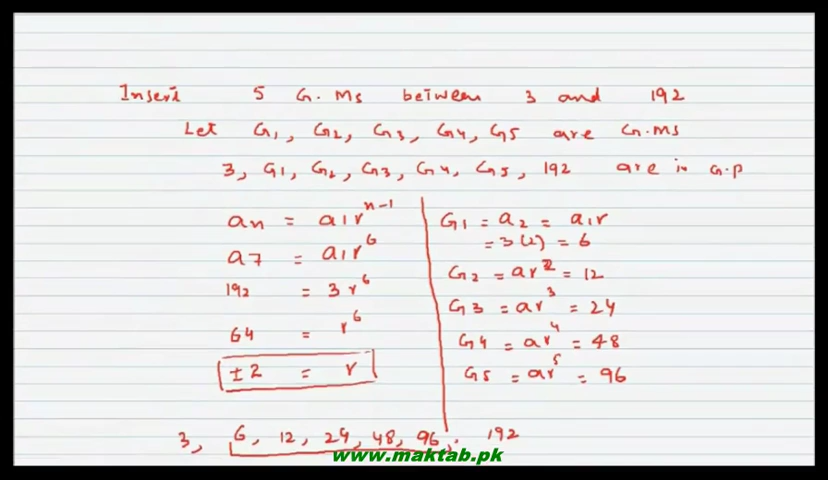 Insert 5 G.Ms between 3 and 192
Let G1, G2, G3, G4, G5 are G.Ms
3, G1, G2, G3, G4, G5, 192 are in G.P
an = a1r^n-1
a7 = a1r^6
192 = 3r^6
64 = r^6
±2 = r
G1 = a2 = a1r
= 3(2) = 6
G2 = ar^2 = 12
G3 = ar^3 = 24
G4 = ar^4 = 48
G5 = ar^5 = 96
3, 6, 12, 24, 48, 96, 192
www.maktab.pk